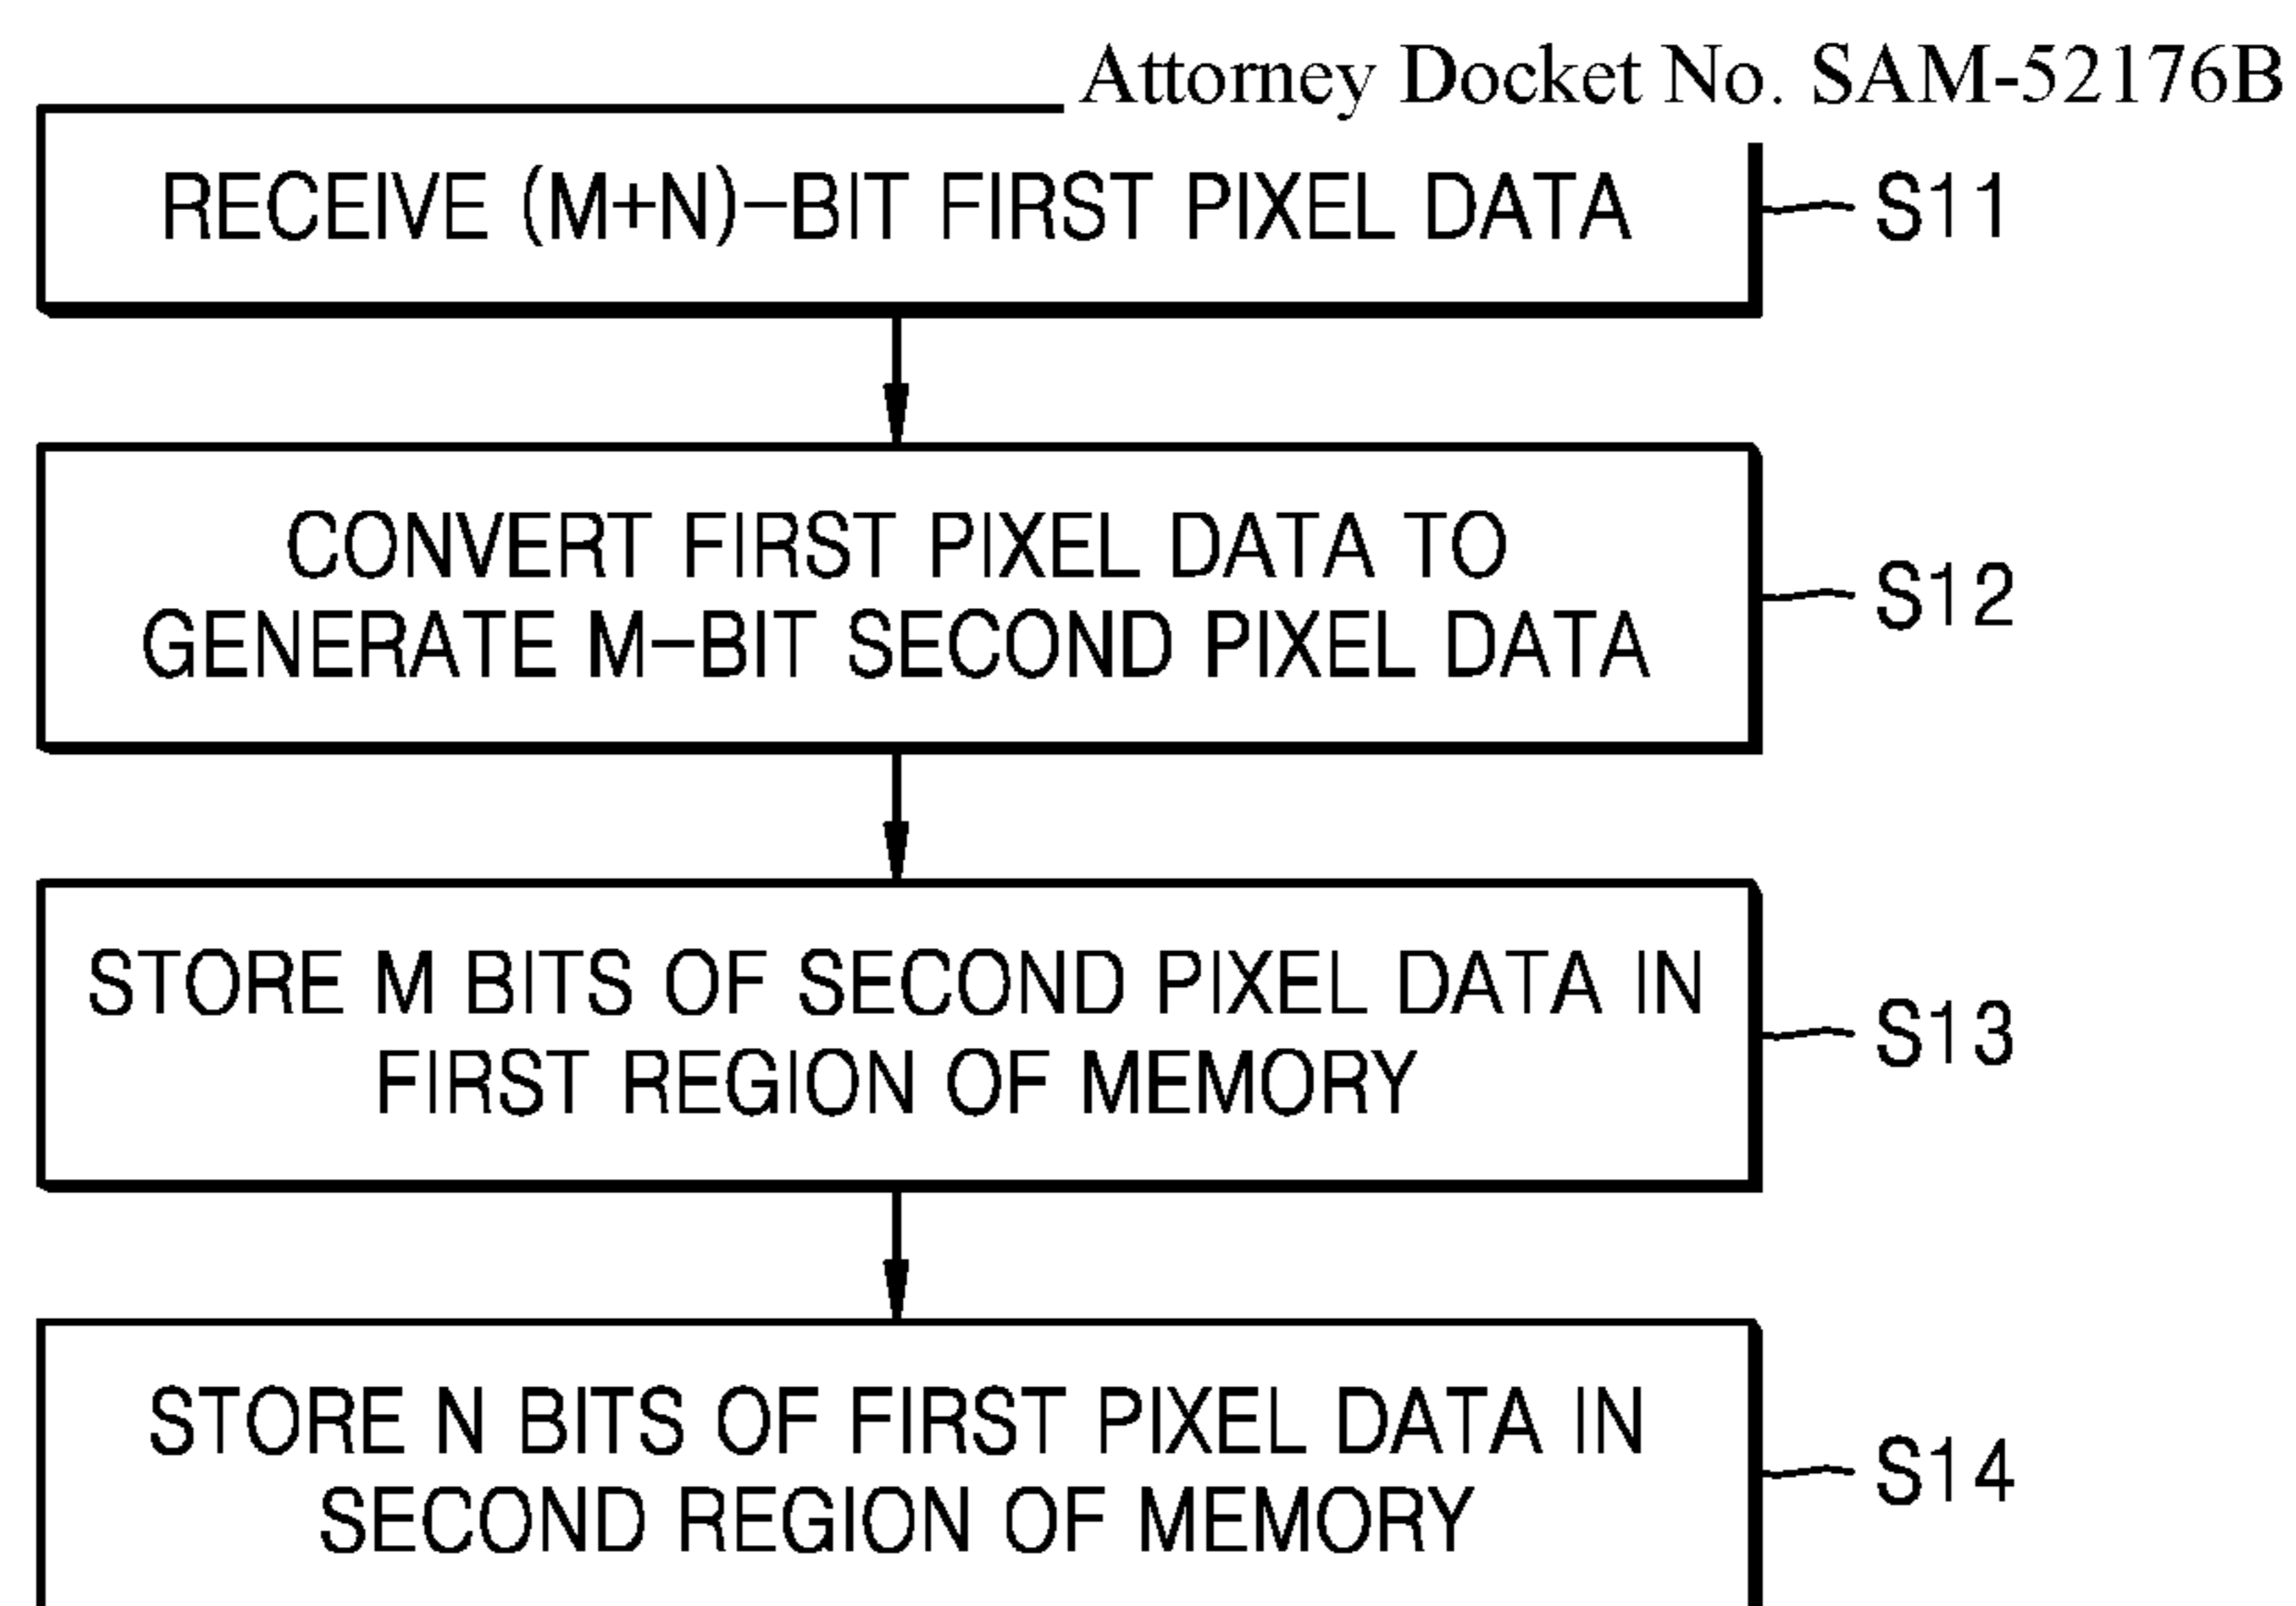 Attorney Docket No. SAM-52176B
RECEIVE (M+N)-BIT FIRST PIXEL DATA
S11
CONVERT FIRST PIXEL DATA TO
GENERATE M-BIT SECOND PIXEL DATA
S12
STORE M BITS OF SECOND PIXEL DATA IN
FIRST REGION OF MEMORY
S13
STORE N BITS OF FIRST PIXEL DATA IN
SECOND REGION OF MEMORY
S14